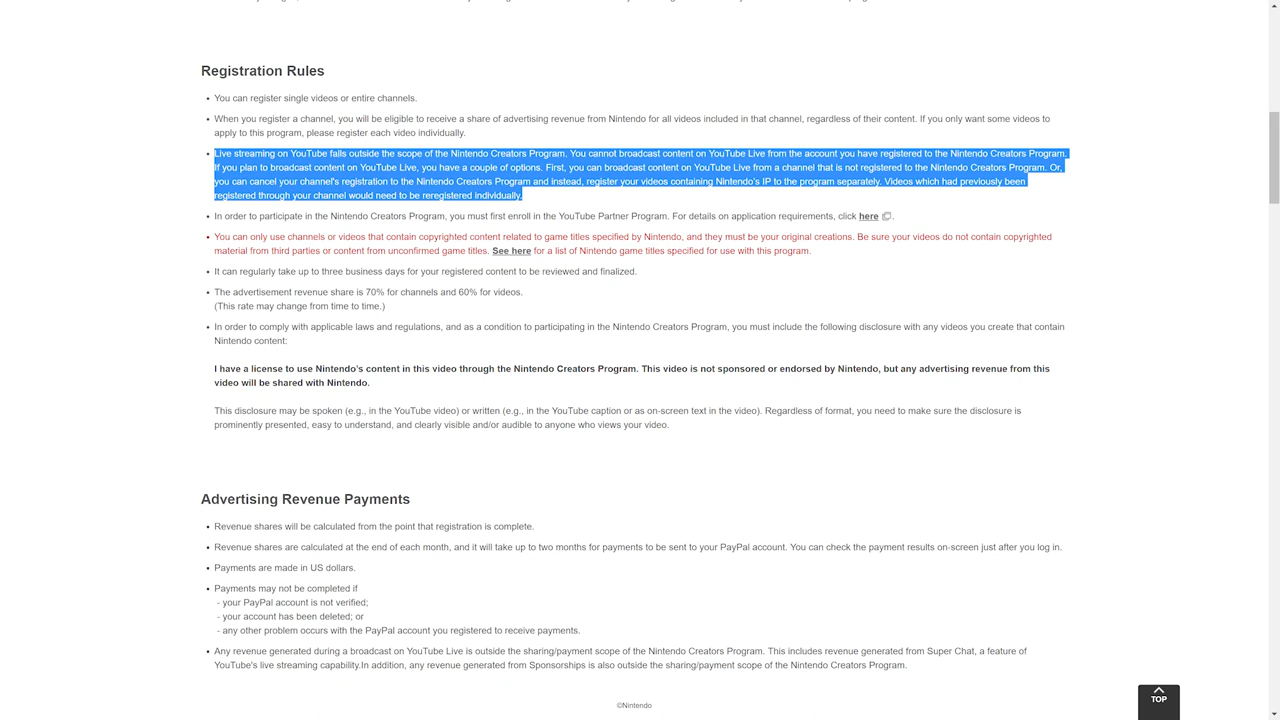 Registration Rules
• You can register single videos or entire channels.
• When you register a channel, you will be eligible to receive a share of advertising revenue from Nintendo for all videos included in that channel, regardless of their content. If you only want some videos to
apply to this program, please register each video individually.
• Live streaming on YouTube falls outside the scope of the Nintendo Creators Program. You cannot broadcast content on YouTube Live from the account you have registered to the Nintendo Creators Program.
If you plan to broadcast content on YouTube Live, you have a couple of options. First, you can broadcast content on YouTube Live from a channel that is not registered to the Nintendo Creators Program. Or,
you can cancel your channel's registration to the Nintendo Creators Program and instead, register your videos containing Nintendo's IP to the program separately. Videos which had previously been
registered through your channel would need to be reregistered individually.
• In order to participate in the Nintendo Creators Program, you must first enroll in the YouTube Partner Program. For details on application requirements, click here .
• You can only use channels or videos that contain copyrighted content related to game titles specified by Nintendo, and they must be your original creations. Be sure your videos do not contain copyrighted
material from third parties or content from unconfirmed game titles. See here for a list of Nintendo game titles specified for use with this program.
• It can regularly take up to three business days for your registered content to be reviewed and finalized.
• The advertisement revenue share is 70% for channels and 60% for videos.
(This rate may change from time to time.)
• In order to comply with applicable laws and regulations, and as a condition to participating in the Nintendo Creators Program, you must include the following disclosure with any videos you create that contain
Nintendo content:
I have a license to use Nintendo's content in this video through the Nintendo Creators Program. This video is not sponsored or endorsed by Nintendo, but any advertising revenue from this
video will be shared with Nintendo.
This disclosure may be spoken (e.g., in the YouTube video) or written (e.g., in the YouTube caption or as on-screen text in the video). Regardless of format, you need to make sure the disclosure is
prominently presented, easy to understand, and clearly visible and/or audible to anyone who views your video.
Advertising Revenue Payments
• Revenue shares will be calculated from the point that registration is complete.
• Revenue shares are calculated at the end of each month, and it will take up to two months for payments to be sent to your PayPal account. You can check the payment results on-screen just after you log in.
• Payments are made in US dollars.
• Payments may not be completed if
- your PayPal account is not verified;
- your account has been deleted; or
- any other problem occurs with the PayPal account you registered to receive payments.
• Any revenue generated during a broadcast on YouTube Live is outside the sharing/payment scope of the Nintendo Creators Program. This includes revenue generated from Super Chat, a feature of
YouTube's live streaming capability.In addition, any revenue generated from Sponsorships is also outside the sharing/payment scope of the Nintendo Creators Program.
TOP
©Nintendo